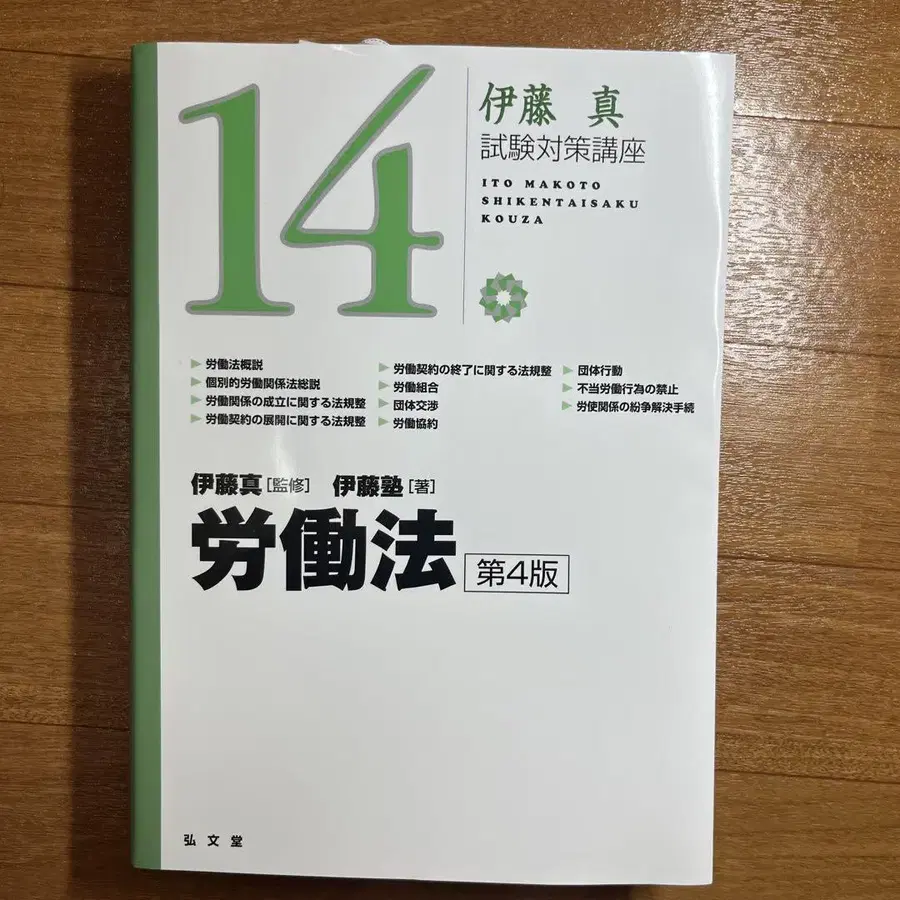 14
伊藤 真
試験対策講座
ITO MAKOTO
SHIKENTAISAKU
KOUZA
▶労働法概説
▶個別的労働関係法総説
▶労働関係の成立に関する法規整
▶労働契約の展開に関する法規整
▶労働契約の終了に関する法規整
▶労働組合
▶団体交渉
▶労働協約
▶団体行動
▶不当労働行為の禁止
▶労使関係の紛争解決手続
伊藤真[監修] 伊藤塾[著]
労働法 第4版
弘文堂